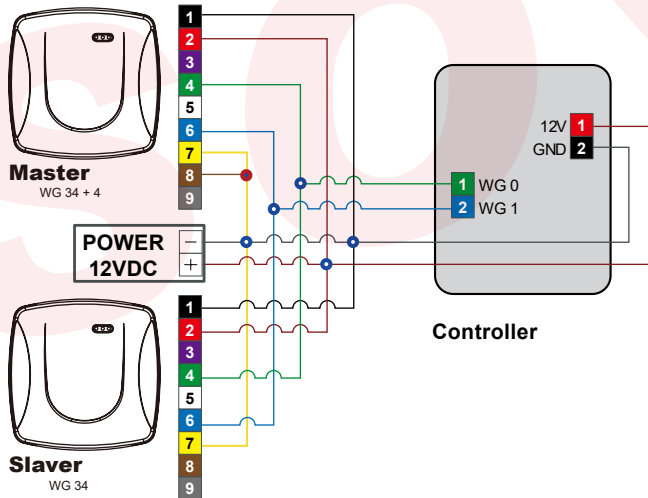 1
2
3
4
5
6
7
8
9
Master
WG 34 + 4
POWER
12VDC
−
+
1
2
3
4
5
6
7
8
9
Slaver
WG 34
12V 1
GND 2
1 WG 0
2 WG 1
Controller